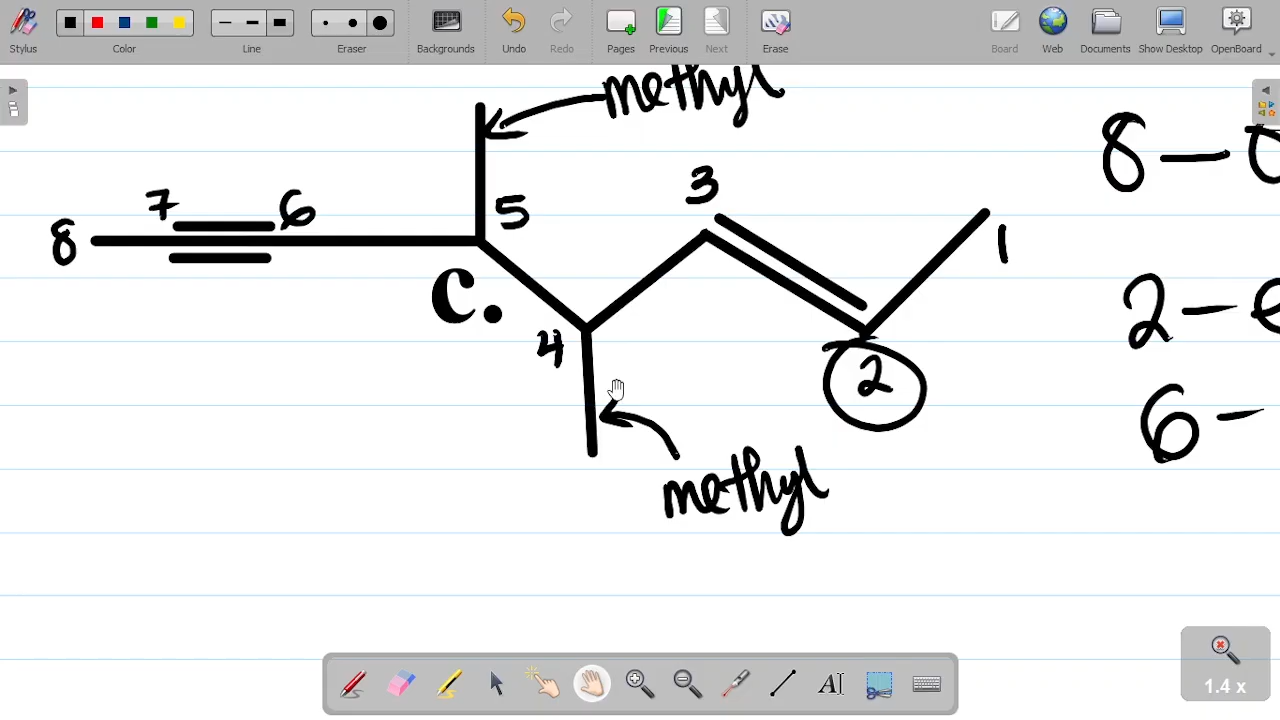 Stylus Color Line Eraser Backgrounds Undo Redo Pages Previous Next Erase Board Web Documents Show Desktop OpenBoard
methyl
8 —
3
7 6
5
8
1
C.
2 —
4
2
6 —
methyl
1.4 x